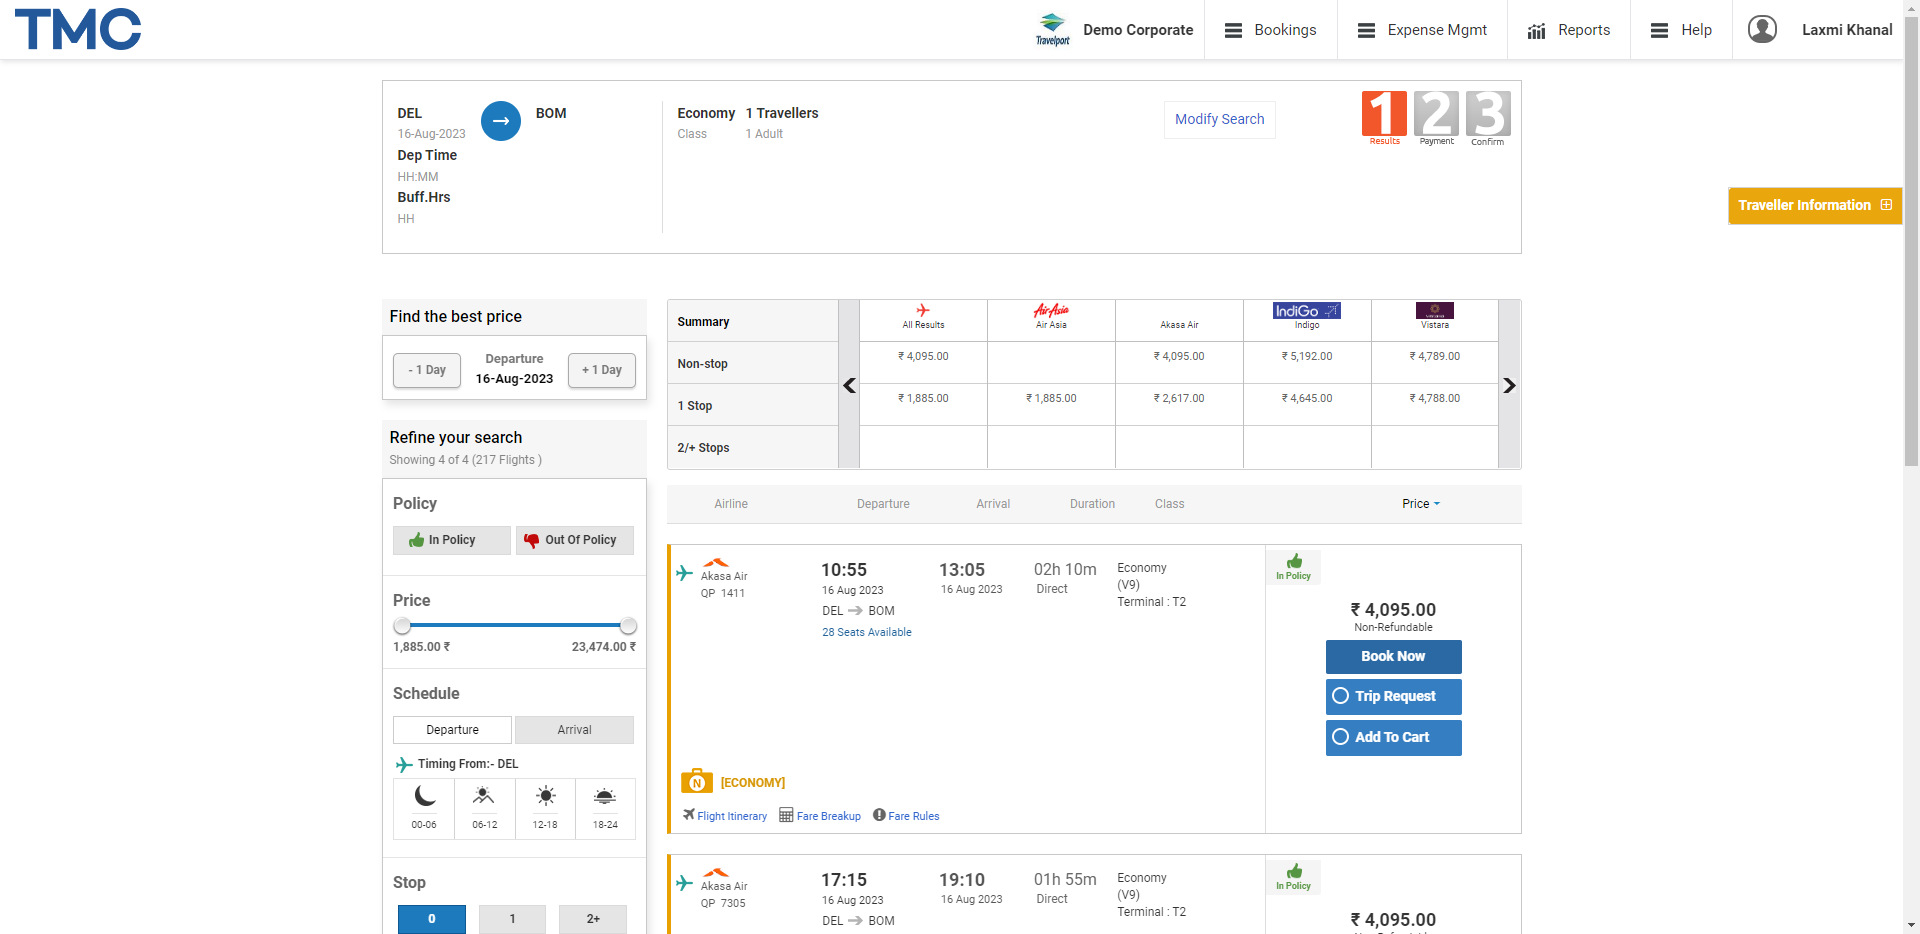 TMC
Travelport
Demo Corporate
Bookings
Expense Mgmt
Reports
Help
Laxmi Khanal
DEL
16-Aug-2023
BOM
Dep Time
HH:MM
Buff.Hrs
HH
Economy
Class
1 Travellers
1 Adult
Modify Search
1
Results
2
Payment
3
Confirm
Traveller Information
Find the best price
- 1 Day
Departure
16-Aug-2023
+ 1 Day
Refine your search
Showing 4 of 4 (217 Flights )
Policy
In Policy
Out Of Policy
Price
1,885.00 ₹
23,474.00 ₹
Schedule
Departure
Arrival
Timing From:- DEL
00-06
06-12
12-18
18-24
Stop
0
1
2+
Summary
All Results
AirAsia
Air Asia
Akasa Air
IndiGo
Indigo
Vistara
Non-stop
₹ 4,095.00
₹ 4,095.00
₹ 5,192.00
₹ 4,789.00
1 Stop
₹ 1,885.00
₹ 1,885.00
₹ 2,617.00
₹ 4,645.00
₹ 4,788.00
2/+ Stops
Airline
Departure
Arrival
Duration
Class
Price
Akasa Air
QP 1411
10:55
16 Aug 2023
DEL
BOM
28 Seats Available
13:05
16 Aug 2023
02h 10m
Direct
Economy
(V9)
Terminal : T2
In Policy
₹ 4,095.00
Non-Refundable
Book Now
Trip Request
Add To Cart
N
[ECONOMY]
Flight Itinerary
Fare Breakup
Fare Rules
Akasa Air
QP 7305
17:15
16 Aug 2023
DEL
BOM
19:10
16 Aug 2023
01h 55m
Direct
Economy
(V9)
Terminal : T2
In Policy
₹ 4,095.00